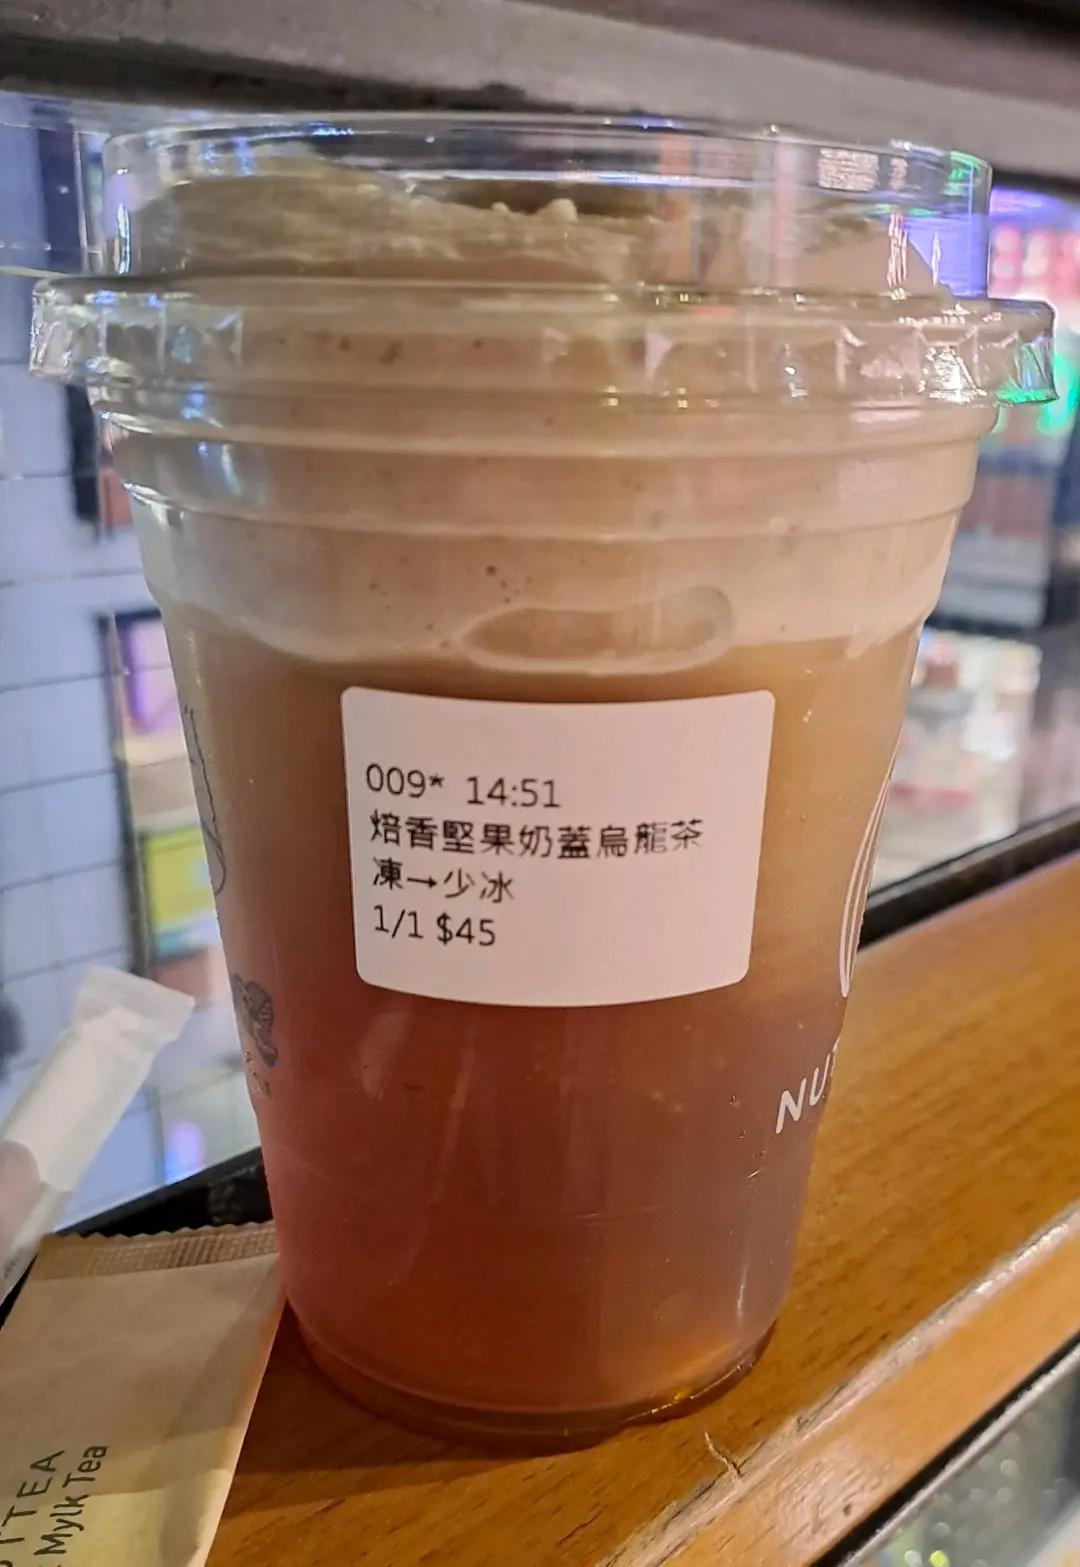 009* 14:51
焙香堅果奶蓋烏龍茶
凍→少冰
1/1 $45
NU
TTEA
Mylk Tea